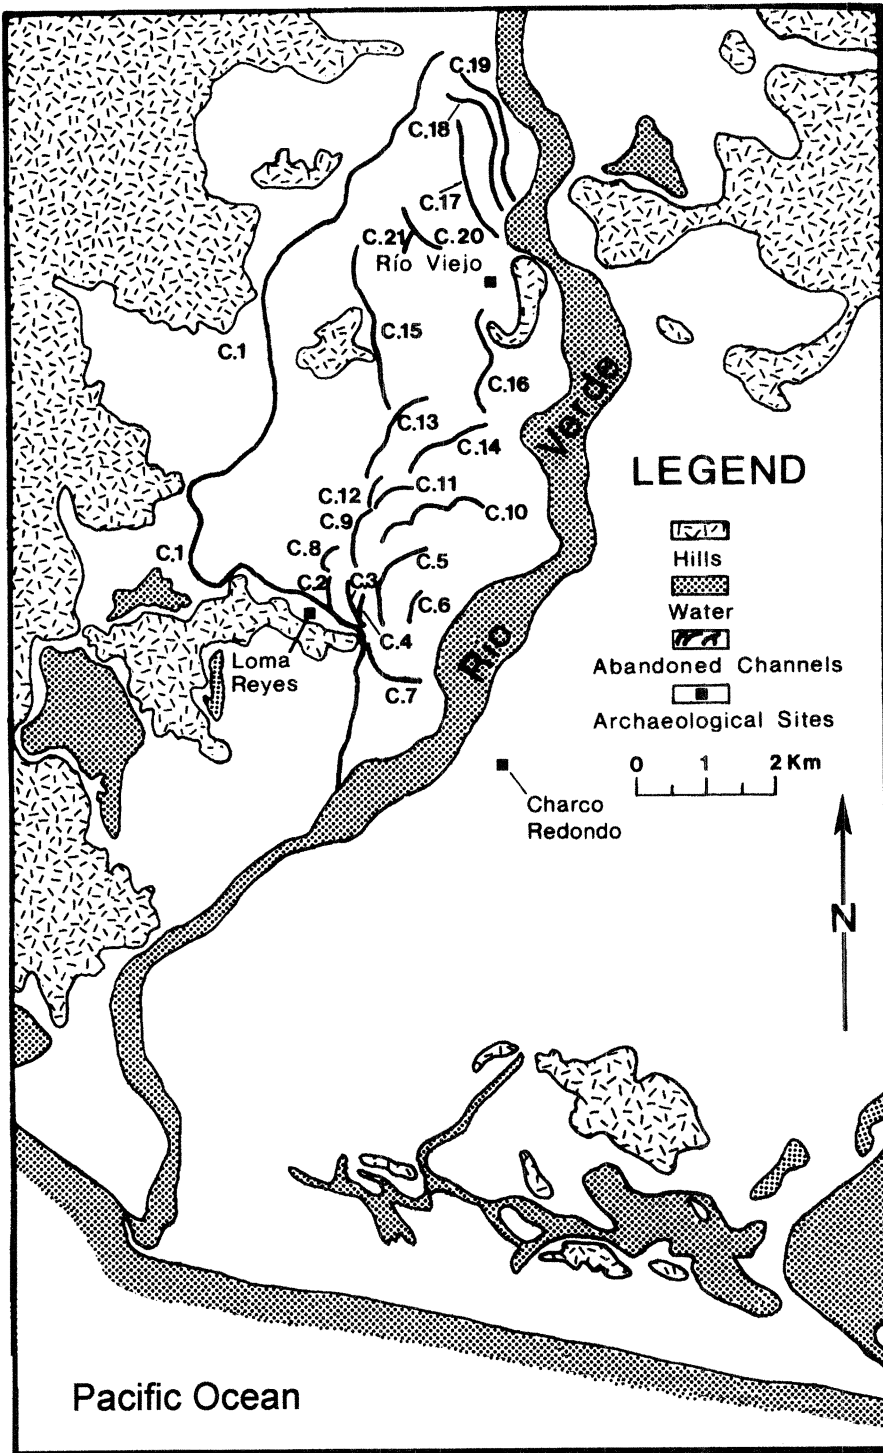 C.19
C.18
C.17
C.21
C.20
Río Viejo
C.1
C.15
C.16
Verde
C.13
C.14
LEGEND
C.12
C.11
C.9
C.10
C.1
C.8
C.5
Hills
C.2
C.3
C.6
Water
C.4
Río
Loma
Reyes
Abandoned Channels
C.7
Archaeological Sites
0 1 2 Km
Charco
Redondo
N
Pacific Ocean